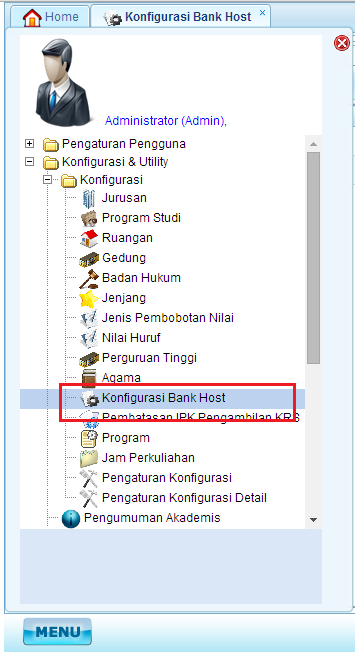 Home Konfigurasi Bank Host
Administrator (Admin),
Pengaturan Pengguna
Konfigurasi & Utility
Konfigurasi
Jurusan
Program Studi
Ruangan
Gedung
Badan Hukum
Jenjang
Jenis Pembobotan Nilai
Nilai Huruf
Perguruan Tinggi
Agama
Konfigurasi Bank Host
Pembatasan IPK Pengambilan KRS
Program
Jam Perkuliahan
Pengaturan Konfigurasi
Pengaturan Konfigurasi Detail
Pengumuman Akademis
MENU